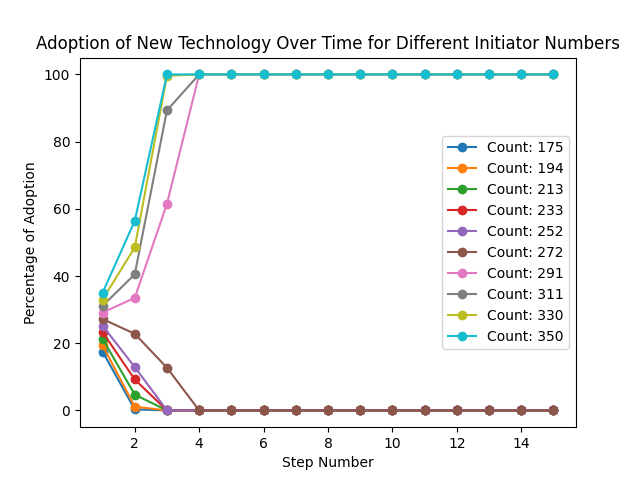 Adoption of New Technology Over Time for Different Initiator Numbers
Percentage of Adoption
100
80
60
40
20
0
Count: 175
Count: 194
Count: 213
Count: 233
Count: 252
Count: 272
Count: 291
Count: 311
Count: 330
Count: 350
2 4 6 8 10 12 14
Step Number